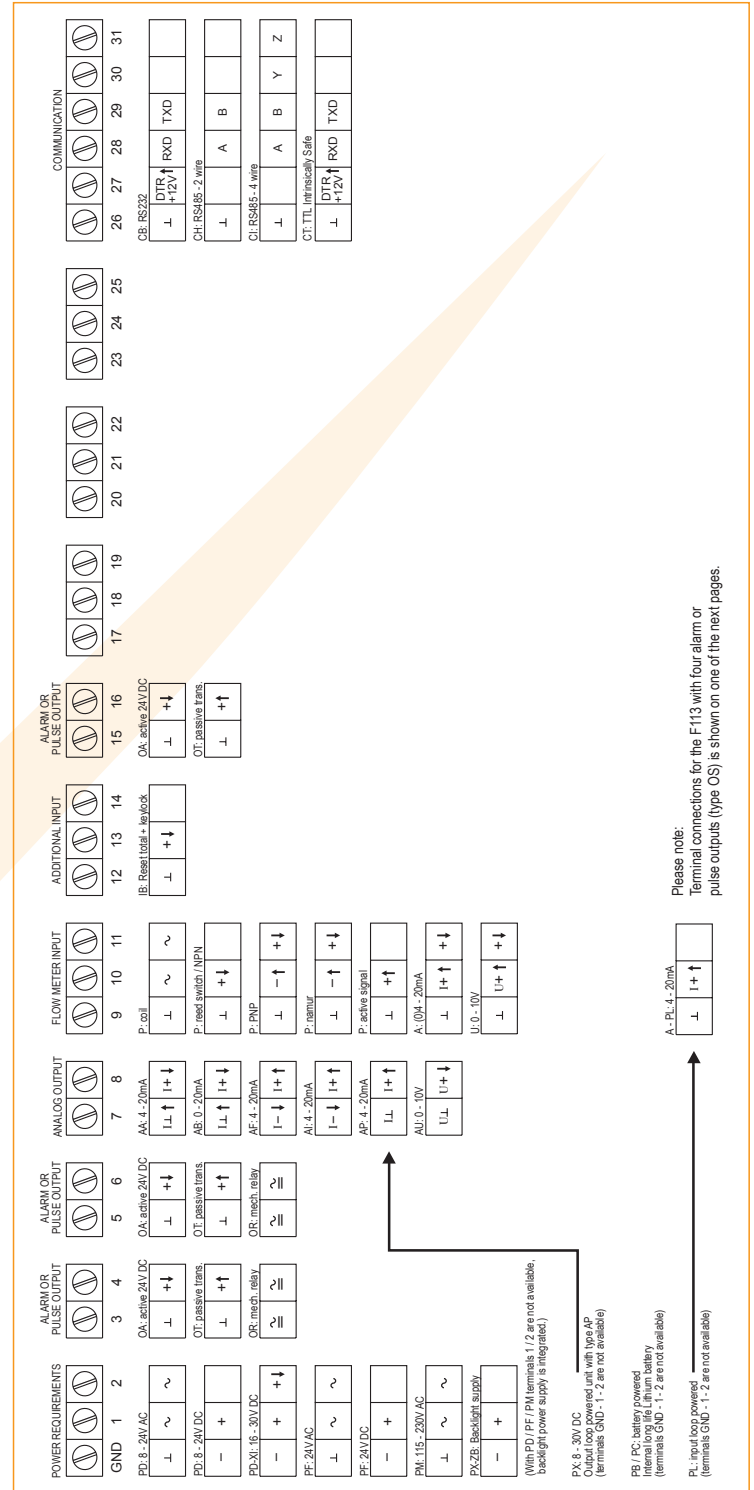 POWER REQUIREMENTS
GND 1 2
PD: 8 - 24V AC
⊥ ~ ~
PD: 8 - 24V DC
− +
PD-XI: 16 - 30V DC
− + +↓
PF: 24V AC
⊥ ~ ~
PF: 24V DC
− +
PM: 115 - 230V AC
⊥ ~ ~
PX-ZB: Backlight supply
− +
(With PD / PF / PM terminals 1 / 2 are not available,
backlight power supply is integrated.)
PX: 8 - 30V DC
Output loop powered unit with type AP
(terminals GND - 1 - 2 are not available)
PB / PC: battery powered
Internal long life Lithium battery
(terminals GND - 1 - 2 are not available)
PL: input loop powered
(terminals GND - 1 - 2 are not available)
ALARM OR
PULSE OUTPUT
3 4
OA: active 24V DC
⊥ +↓
OT: passive trans.
⊥ +↑
OR: mech. relay
ALARM OR
PULSE OUTPUT
5 6
OA: active 24V DC
⊥ +↓
OT: passive trans.
⊥ +↑
OR: mech. relay
ANALOG OUTPUT
7 8
AA: 4 - 20mA
I⊥↑ I+↓
AB: 0 - 20mA
I⊥↑ I+↓
AF: 4 - 20mA
I−↓ I+↑
AI: 4 - 20mA
I−↓ I+↑
AP: 4 - 20mA
I⊥ I+↑
AU: 0 - 10V
U⊥ U+↓
FLOW METER INPUT
9 10 11
P: coil
⊥ ~ ~
P: reed switch / NPN
⊥ +↓
P: PNP
⊥ −↑ +↓
P: namur
⊥ −↑ +↓
P: active signal
⊥ +↑
A: (0)4 - 20mA
⊥ I+↑ +↓
U: 0 - 10V
⊥ U+↑ +↓
A - PL: 4 - 20mA
⊥ I+↑
ADDITIONAL INPUT
12 13 14
IB: Reset total + keylock
⊥ +↓
ALARM OR
PULSE OUTPUT
15 16
OA: active 24V DC
⊥ +↓
OT: passive trans.
⊥ +↑
17 18 19
20 21 22
23 24 25
COMMUNICATION
26 27 28 29 30 31
CB: RS232
⊥ DTR +12V↑ RXD TXD
CH: RS485 - 2 wire
⊥ A B
CI: RS485 - 4 wire
⊥ A B Y Z
CT: TTL Intrinsically Safe
⊥ DTR +12V↑ RXD TXD
Please note:
Terminal connections for the F113 with four alarm or
pulse outputs (type OS) is shown on one of the next pages.